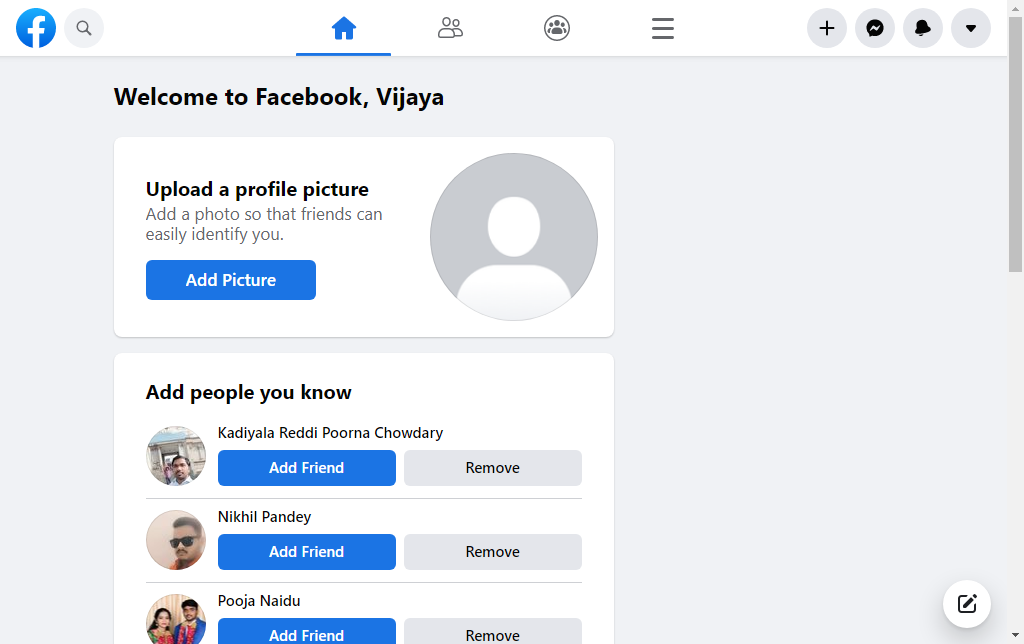 Welcome to Facebook, Vijaya
Upload a profile picture
Add a photo so that friends can
easily identify you.
Add Picture
Add people you know
Kadiyala Reddi Poorna Chowdary
Add Friend
Remove
Nikhil Pandey
Add Friend
Remove
Pooja Naidu
Add Friend
Remove